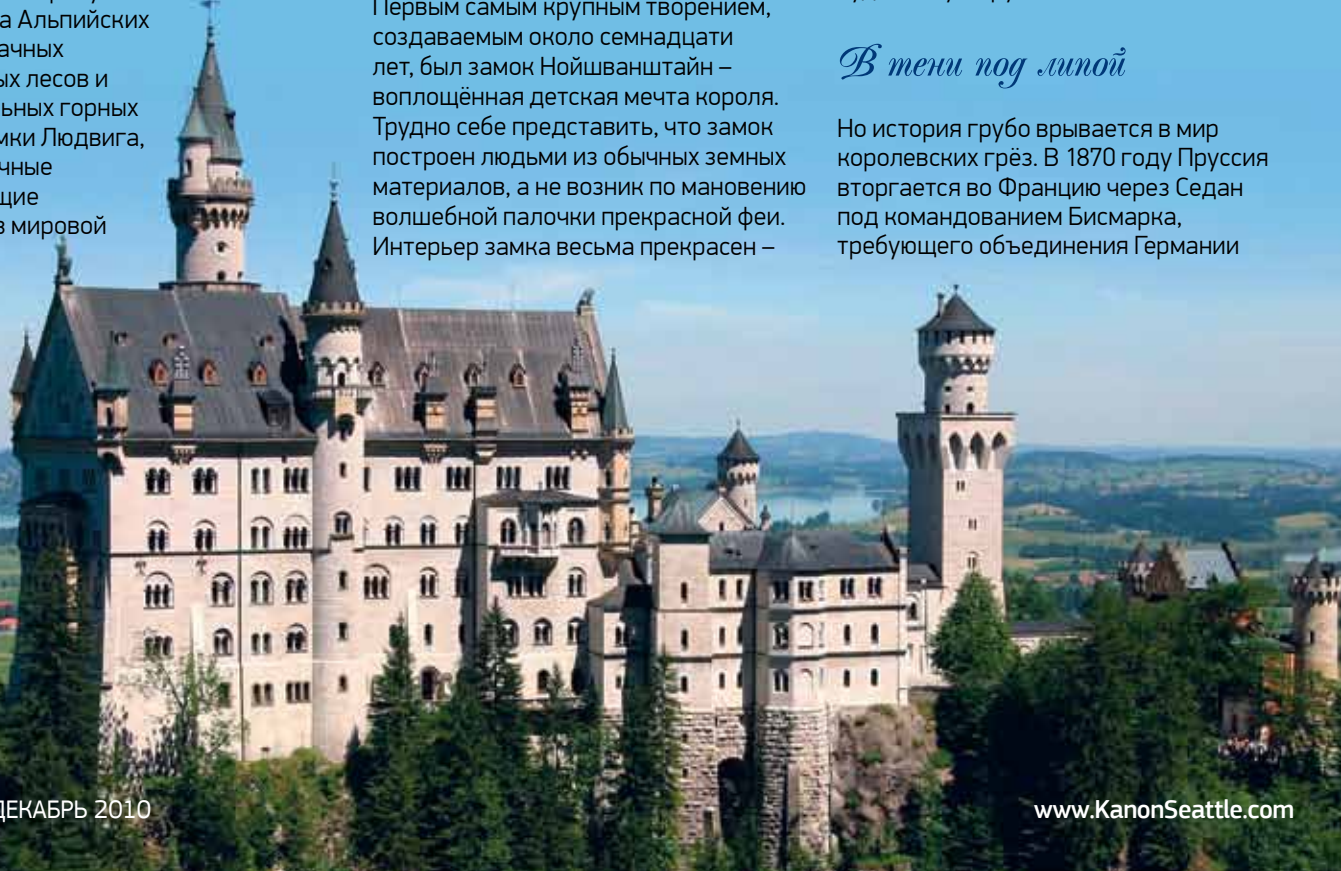 а Альпийских
ачных
ых лесов и
льных горных
мки Людвига,
чные
щие
в мировой
Первым самым крупным творением,
создаваемым около семнадцати
лет, был замок Нойшванштайн –
воплощённая детская мечта короля.
Трудно себе представить, что замок
построен людьми из обычных земных
материалов, а не возник по мановению
волшебной палочки прекрасной феи.
Интерьер замка весьма прекрасен –
В тени под липой
Но история грубо врывается в мир
королевских грёз. В 1870 году Пруссия
вторгается во Францию через Седан
под командованием Бисмарка,
требующего объединения Германии
ДЕКАБРЬ 2010
www.KanonSeattle.com